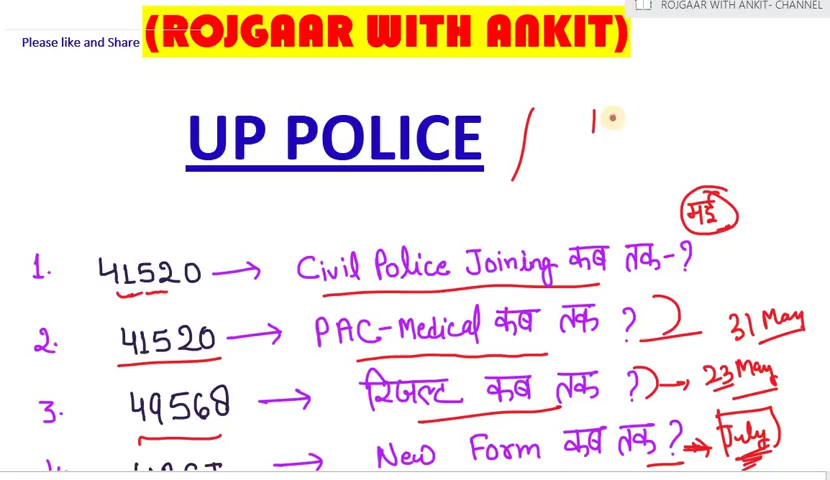 ROJGAAR WITH ANKIT- CHANNEL
Please like and Share (ROJGAAR WITH ANKIT)
UP POLICE
मई
1. 41520 → Civil Police Joining कब तक-?
2. 41520 → PAC-Medical कब तक ? 31 May
3. 49568 → रिजल्ट कब तक ? → 23 May
→ New Form कब तक ? → July